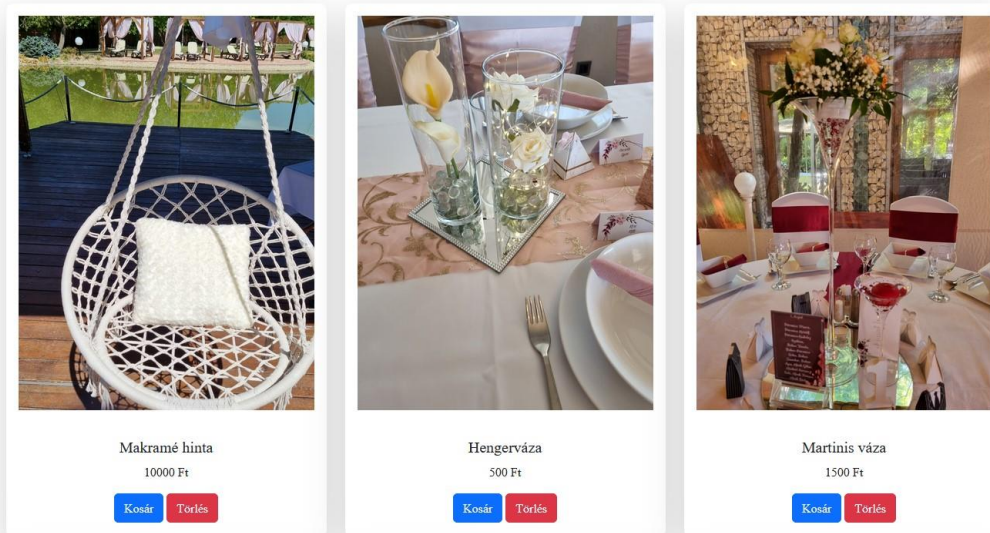 Makramé hinta
10000 Ft
Kosár Törlés
Hengerváza
500 Ft
Kosár Törlés
Martinis váza
1500 Ft
Kosár Törlés